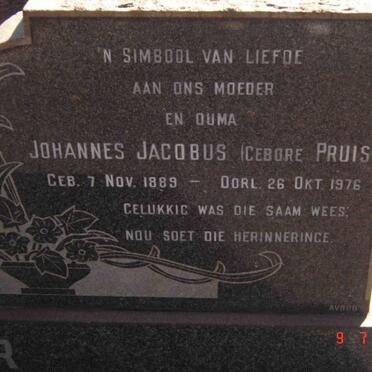 'N SIMBOOL VAN LIEFDE
AAN ONS MOEDER
EN OUMA
JOHANNES JACOBUS (GEBORE PRUIS
GEB. 7 NOV. 1889 — OORL. 26 OKT. 1976
GELUKKIG WAS DIE SAAM WEES;
NOU SOET DIE HERINNERINGE.
AVBOB
R
9 7